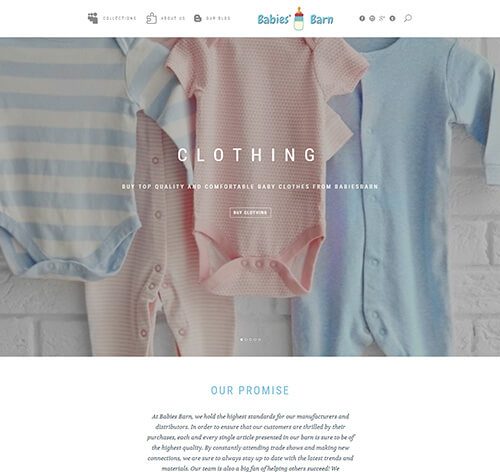 COLLECTIONS ABOUT US OUR BLOG Babies' Barn
CLOTHING
BUY TOP QUALITY AND COMFORTABLE BABY CLOTHES FROM BABIESBARN
BUY CLOTHING
OUR PROMISE
At Babies Barn, we hold the highest standards for our manufacturers and
distributors. In order to ensure that our customers are thrilled by their
purchases, each and every single article presented in our barn is sure to be of
the highest quality. By constantly attending trade shows and making new
connections, we are sure to always stay up to date with the latest trends and
materials. Our team is also a big fan of helping others succeed! We